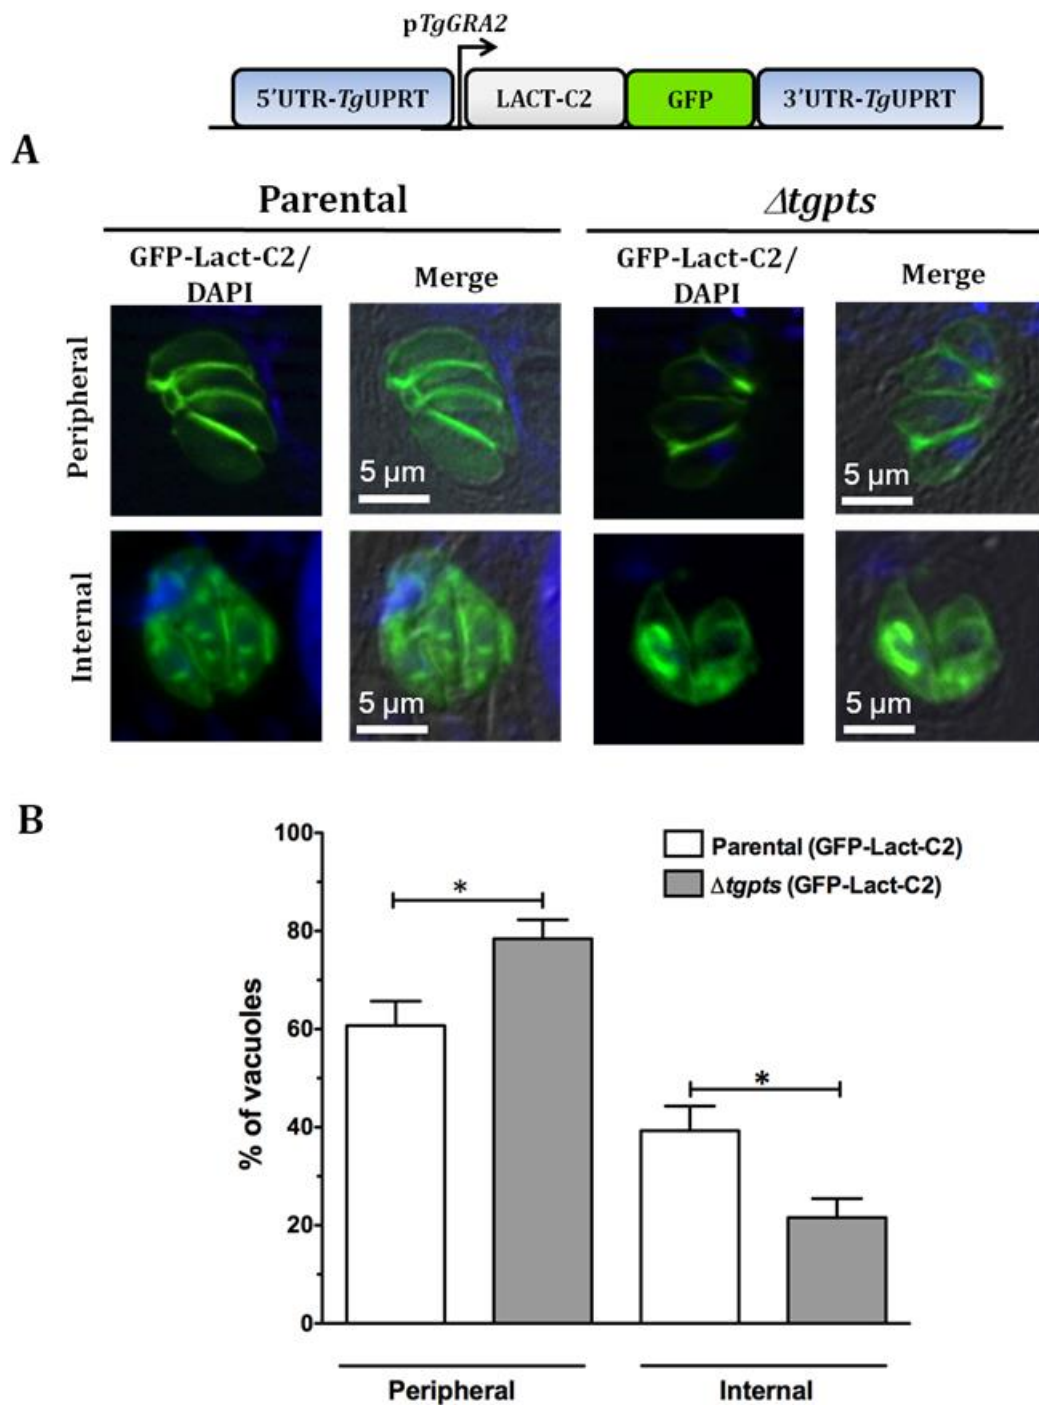 pTgGRA2
5'UTR-TgUPRT LACT-C2 GFP 3'UTR-TgUPRT
A
Parental Δtgpts
GFP-Lact-C2/
DAPI
Merge
GFP-Lact-C2/
DAPI
Merge
Peripheral
5 µm
5 µm
Internal
5 µm
5 µm
B
100
80
60
40
20
0
% of vacuoles
Parental (GFP-Lact-C2)
Δtgpts (GFP-Lact-C2)
*
*
Peripheral Internal